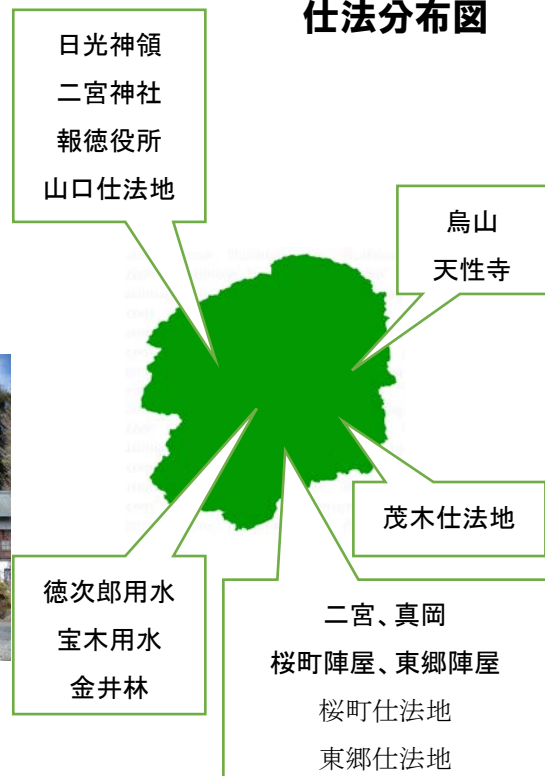 仕法分布図
日光神領
二宮神社
報徳役所
山口仕法地
烏山
天性寺
茂木仕法地
徳次郎用水
宝木用水
金井林
二宮、真岡
桜町陣屋、東郷陣屋
桜町仕法地
東郷仕法地